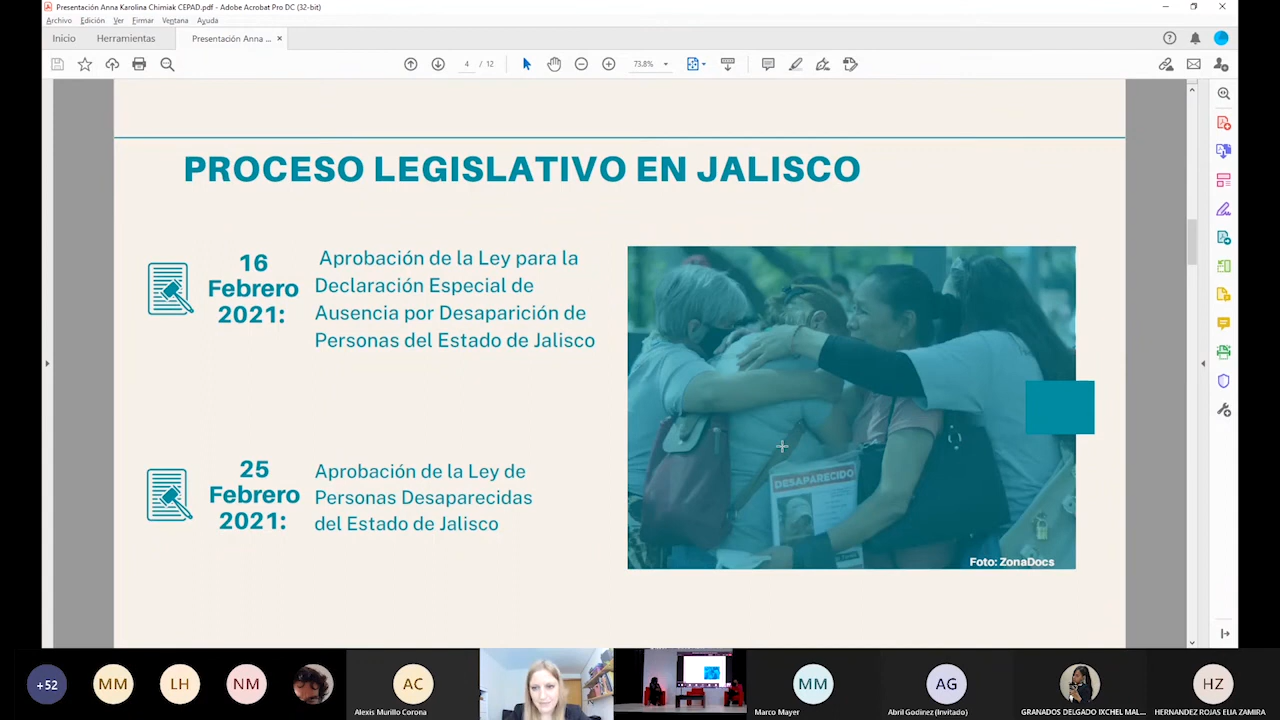 Presentación Anna Karolina Chimiak CEPAD.pdf - Adobe Acrobat Pro DC (32-bit)
Archivo Edición Ver Firmar Ventana Ayuda
Inicio Herramientas Presentación Anna ... ×
4 / 12 73.8%
PROCESO LEGISLATIVO EN JALISCO
16
Febrero
2021:
Aprobación de la Ley para la
Declaración Especial de
Ausencia por Desaparición de
Personas del Estado de Jalisco
25
Febrero
2021:
Aprobación de la Ley de
Personas Desaparecidas
del Estado de Jalisco
DESAPARECIDO
Foto: ZonaDocs
+52 MM LH NM AC MM AG HZ
Alexis Murillo Corona Marco Mayer Abril Godinez (Invitado) GRANADOS DELGADO IXCHEL MAL... HERNANDEZ ROJAS ELIA ZAMIRA